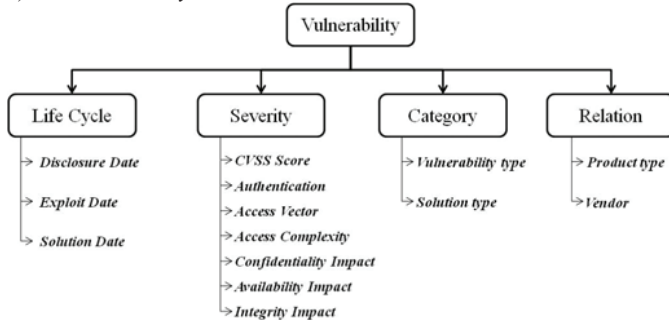 Vulnerability
Life Cycle
Disclosure Date
Exploit Date
Solution Date
Severity
CVSS Score
Authentication
Access Vector
Access Complexity
Confidentiality Impact
Availability Impact
Integrity Impact
Category
Vulnerability type
Solution type
Relation
Product type
Vendor